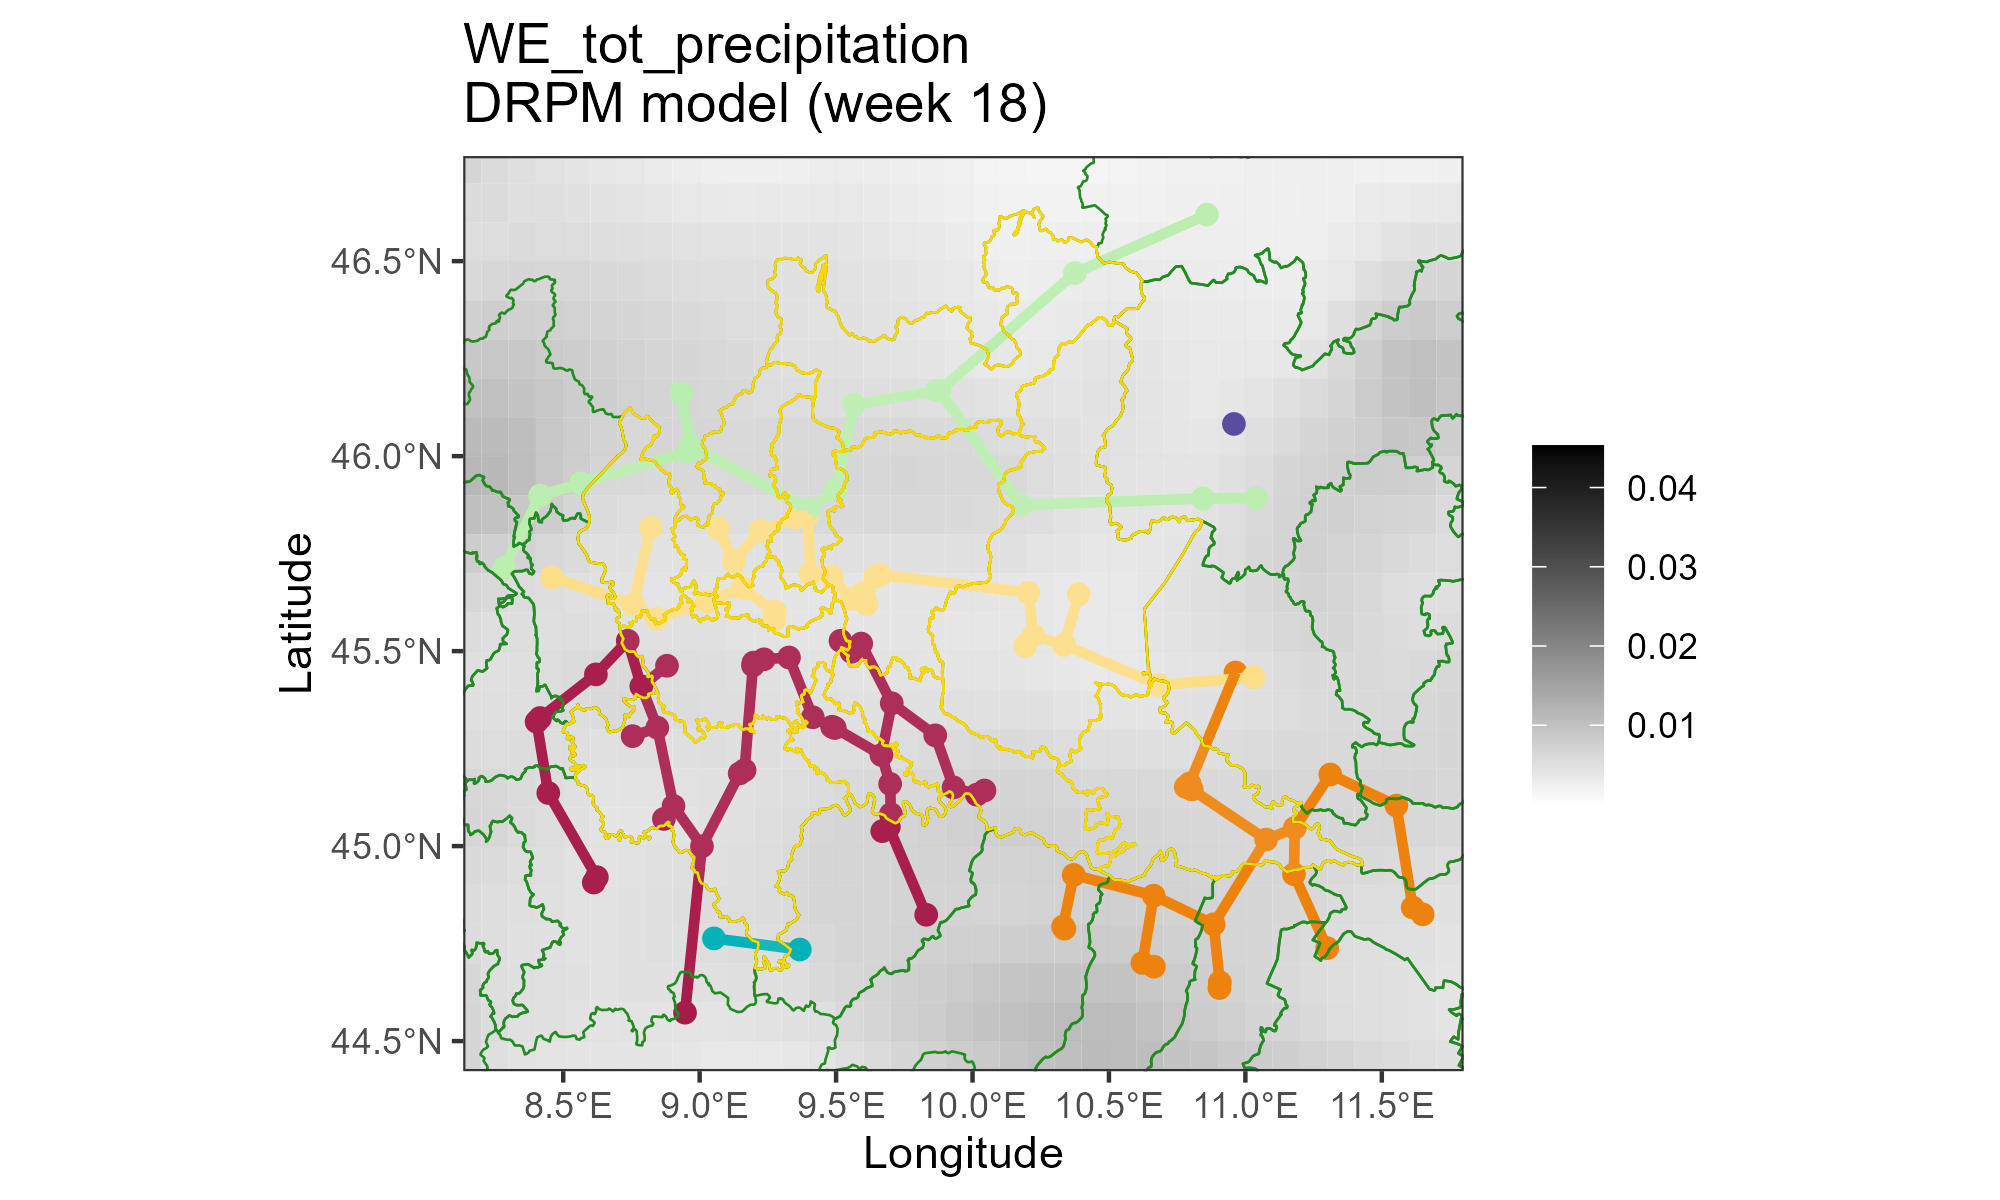 WE_tot_precipitation
DRPM model (week 18)
46.5°N
46.0°N
45.5°N
45.0°N
44.5°N
Latitude
8.5°E 9.0°E 9.5°E 10.0°E 10.5°E 11.0°E 11.5°E
Longitude
0.04
0.03
0.02
0.01